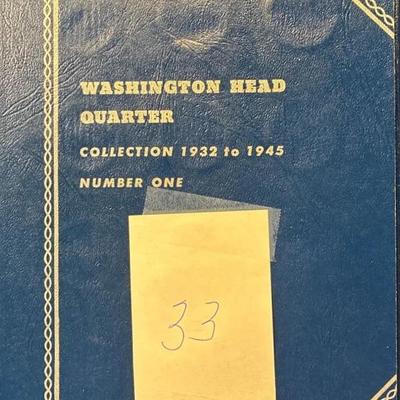 WASHINGTON HEAD
QUARTER
COLLECTION 1932 to 1945
NUMBER ONE
33